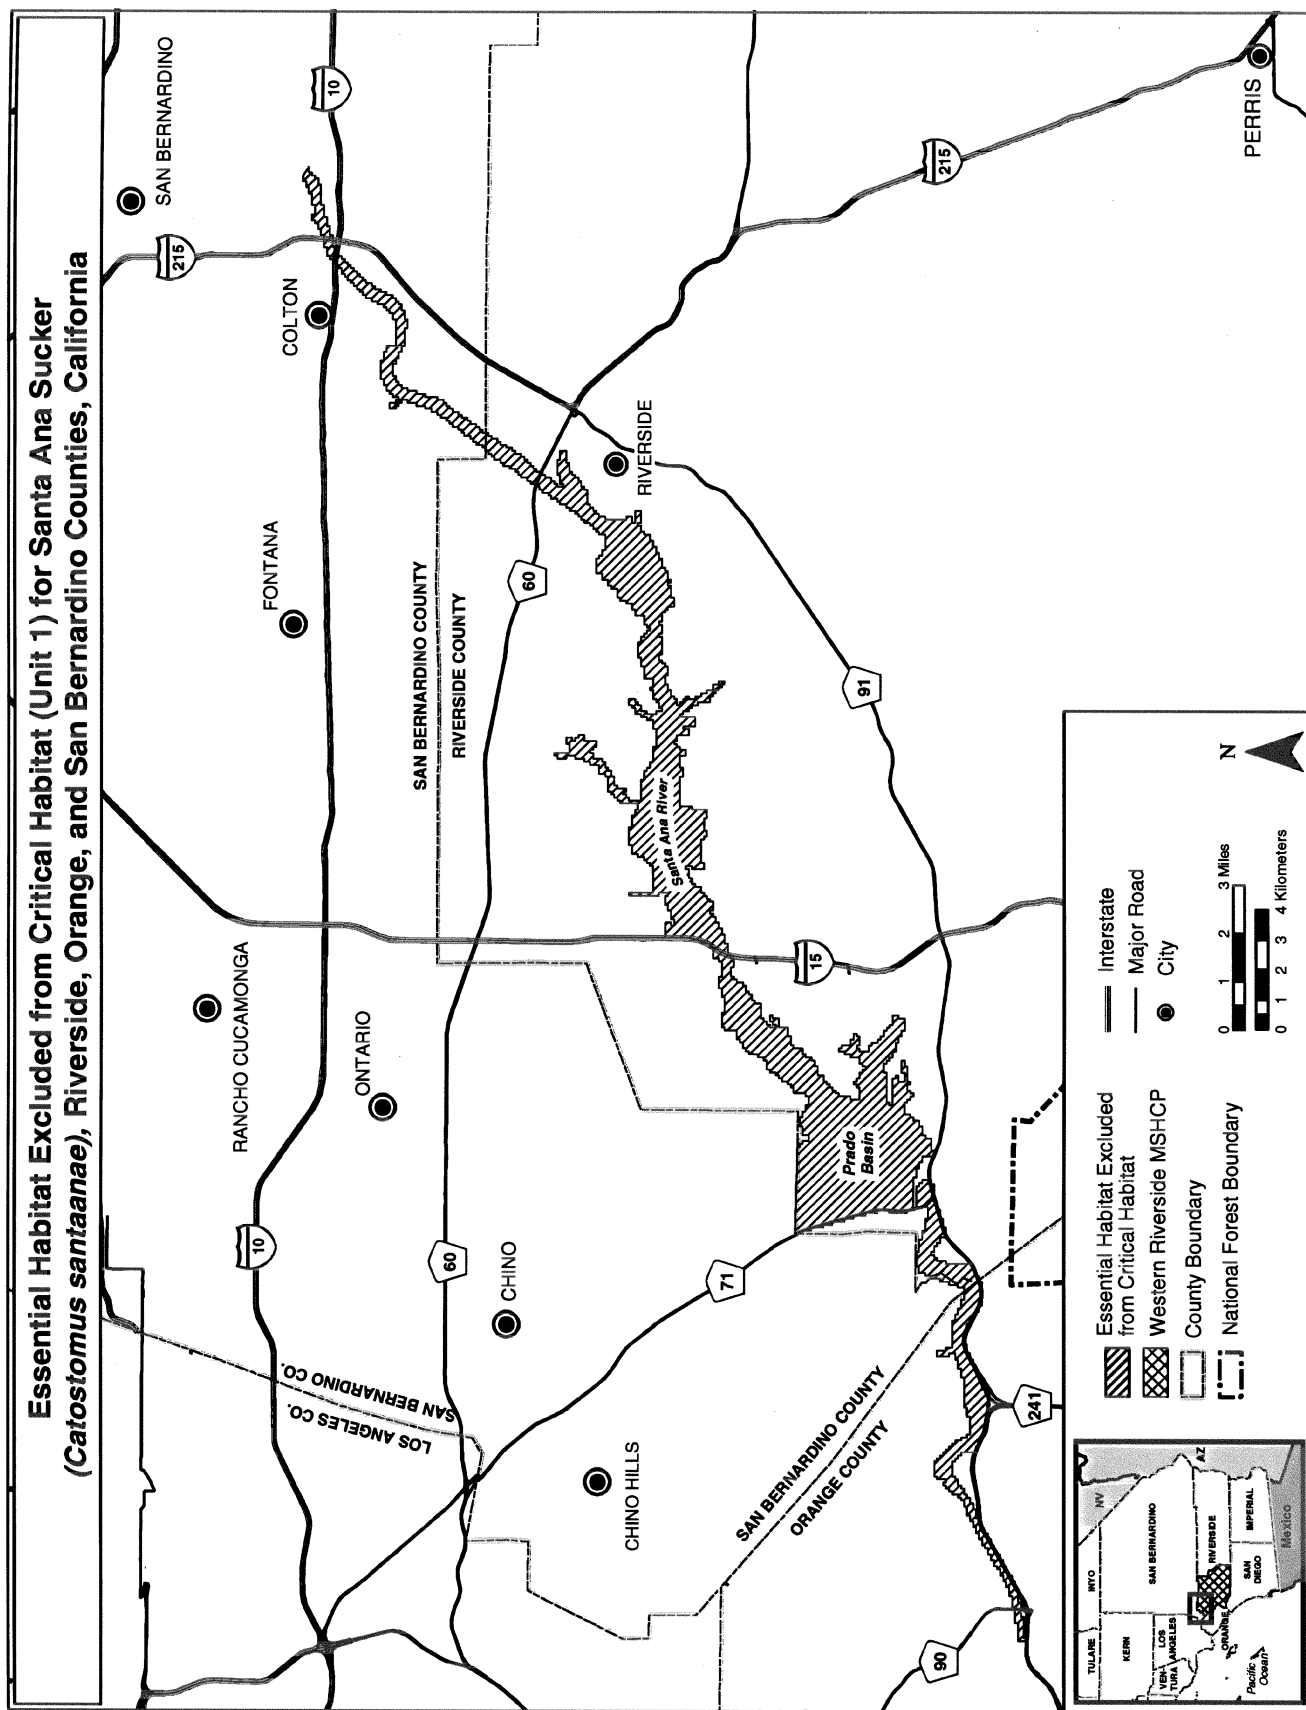 Essential Habitat Excluded from Critical Habitat (Unit 1) for Santa Ana Sucker
(Catostomus santaanae), Riverside, Orange, and San Bernardino Counties, California
SAN BERNARDINO
10
215
COLTON
FONTANA
RANCHO CUCAMONGA
ONTARIO
10
LOS ANGELES CO.
SAN BERNARDINO CO.
60
CHINO
71
CHINO HILLS
SAN BERNARDINO COUNTY
RIVERSIDE COUNTY
60
RIVERSIDE
215
PERRIS
91
Santa Ana River
15
Prado
Basin
SAN BERNARDINO COUNTY
ORANGE COUNTY
241
90
Essential Habitat Excluded
from Critical Habitat
Western Riverside MSHCP
County Boundary
National Forest Boundary
Interstate
Major Road
City
0 1 2 3 Miles
0 1 2 3 4 Kilometers
N
TULARE
INYO
NV
KERN
SAN BERNARDINO
VEN-
TURA
LOS
ANGELES
AZ
ORANGE
RIVERSIDE
SAN
DIEGO
IMPERIAL
Pacific
Ocean
Mexico